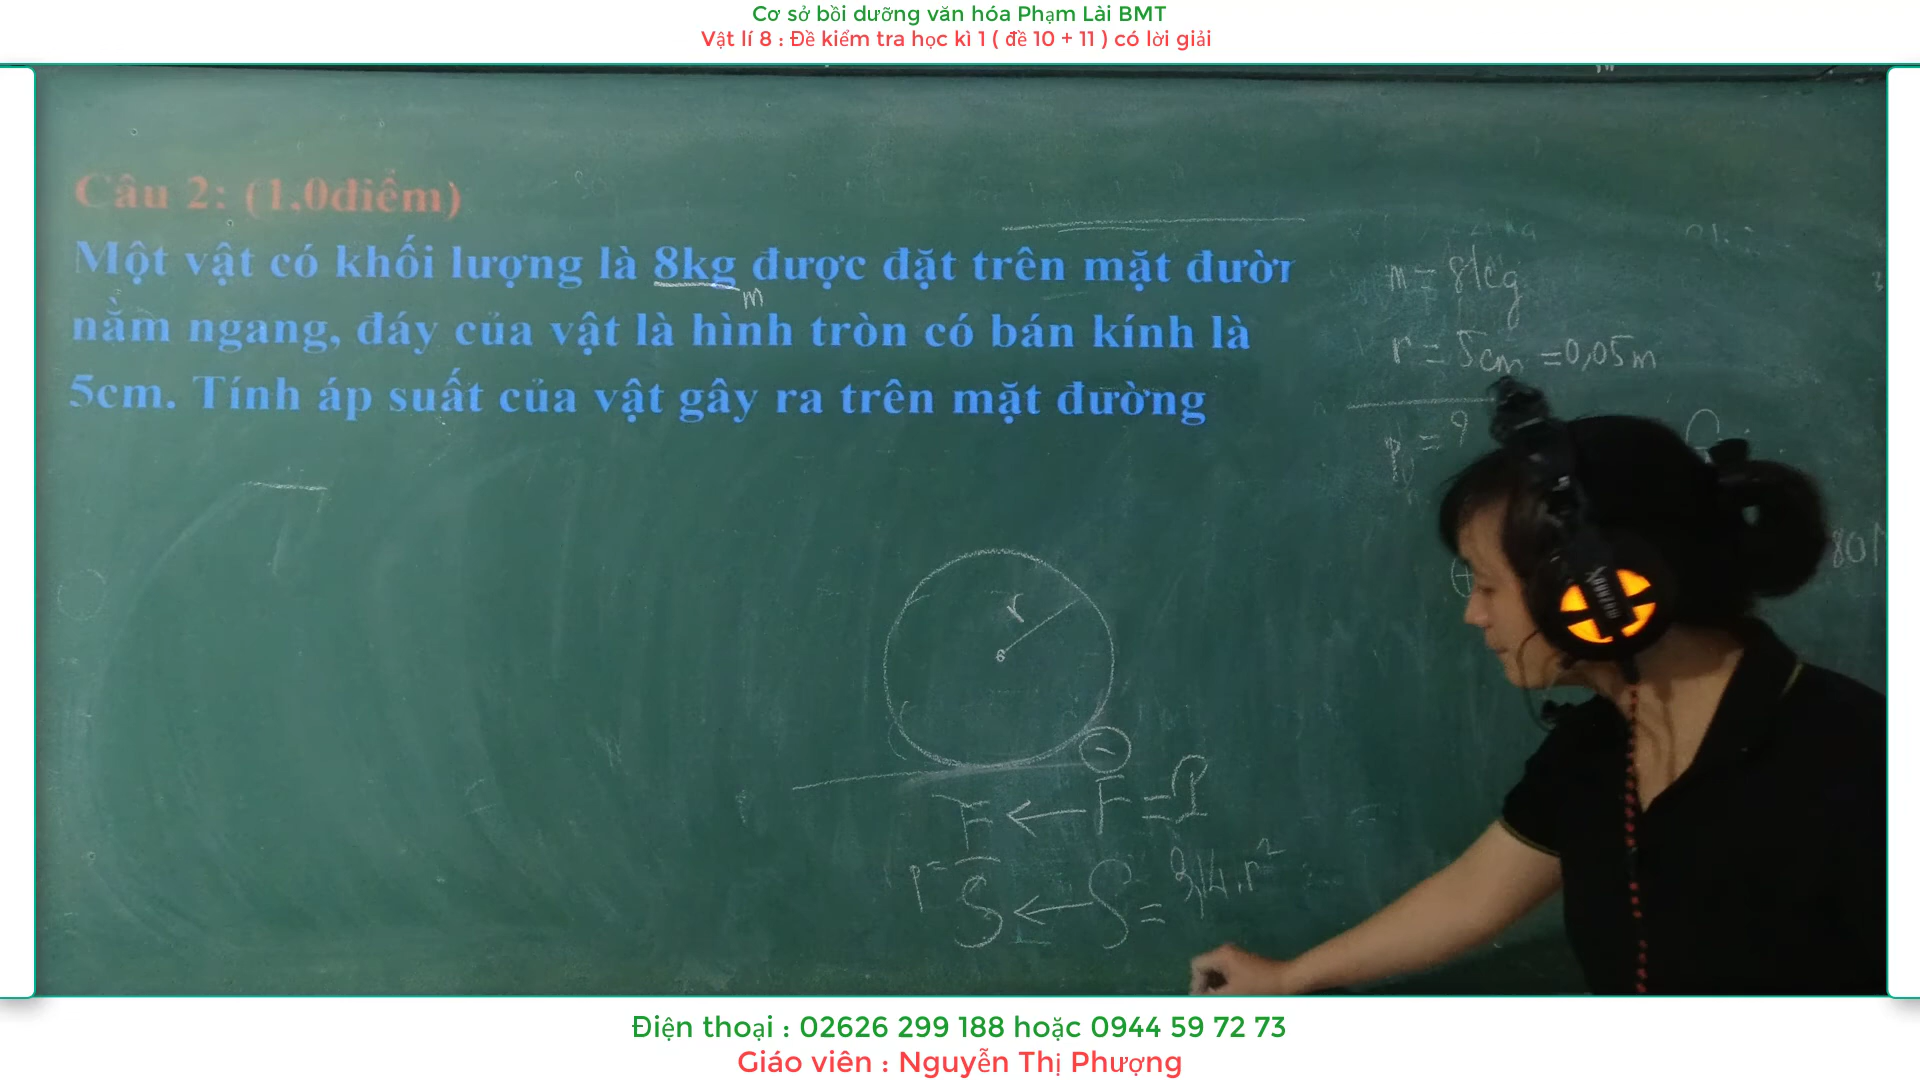 Cơ sở bồi dưỡng văn hóa Phạm Lài BMT
Vật lí 8 : Đề kiểm tra học kì 1 ( đề 10 + 11 ) có lời giải
Câu 2: (1.0điểm)
Một vật có khối lượng là 8kg được đặt trên mặt đườn
m
nằm ngang, đáy của vật là hình tròn có bán kính là
5cm. Tính áp suất của vật gây ra trên mặt đường
m = 8kg
r = 5cm = 0,05m
p = ?
80N
r
F ← F = P
p =
S ← S = 3,14.r²
Điện thoại : 02626 299 188 hoặc 0944 59 72 73
Giáo viên : Nguyễn Thị Phượng